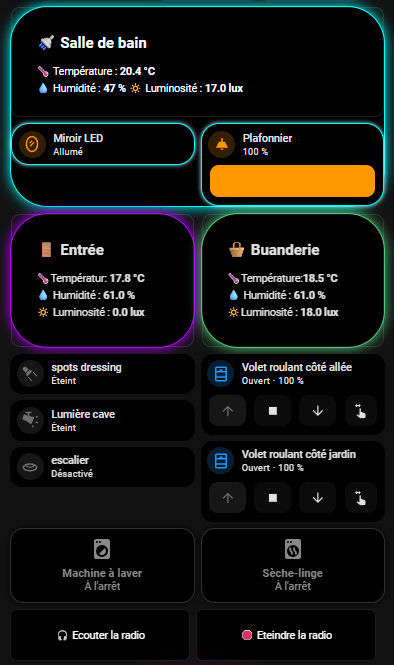 Salle de bain
Température : 20.4 °C
Humidité : 47 % Luminosité : 17.0 lux
Miroir LED
Allumé
Plafonnier
100 %
Entrée
Températur: 17.8 °C
Humidité : 61.0 %
Luminosité : 0.0 lux
Buanderie
Température:18.5 °C
Humidité : 61.0 %
Luminosité : 18.0 lux
spots dressing
Éteint
Lumière cave
Éteint
escalier
Désactivé
Volet roulant côté allée
Ouvert · 100 %
Volet roulant côté jardin
Ouvert · 100 %
Machine à laver
À l'arrêt
Sèche-linge
À l'arrêt
Ecouter la radio
Eteindre la radio